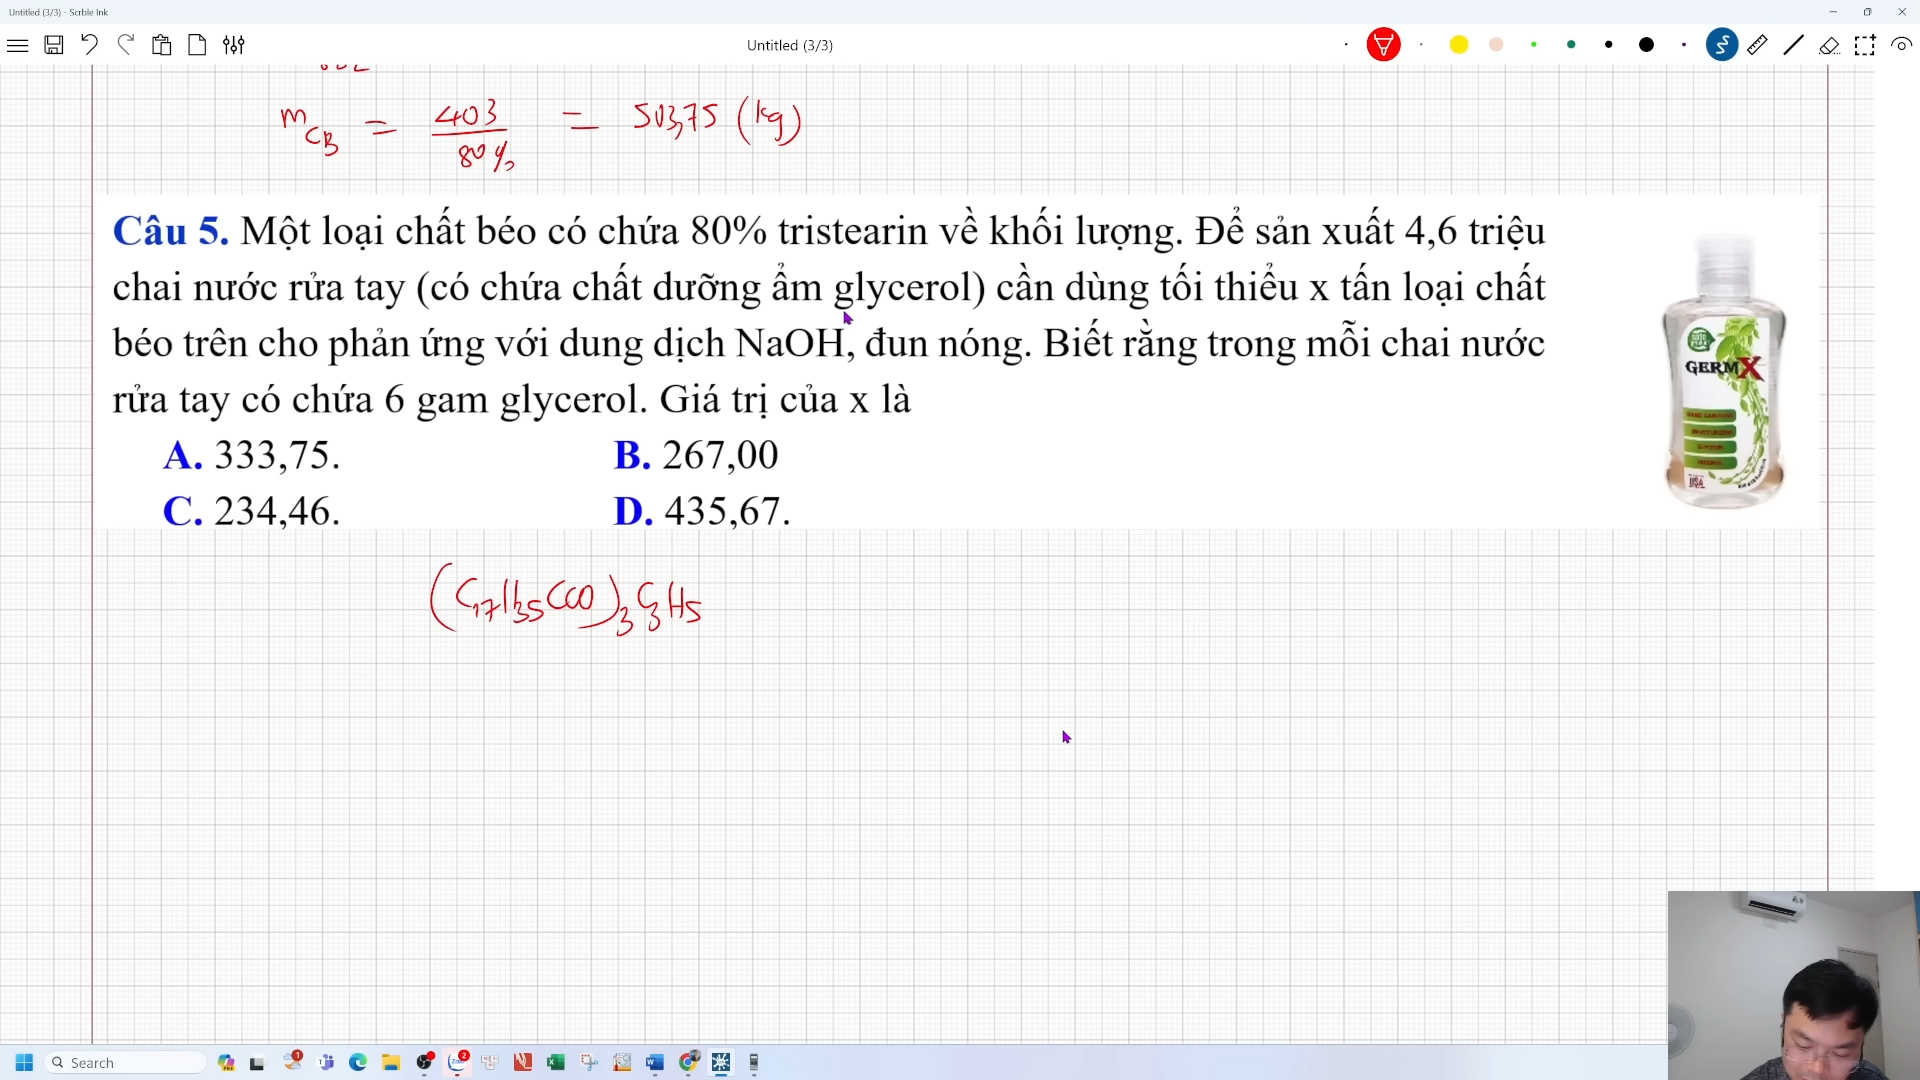 Untitled (3/3) - Scrble Ink
Untitled (3/3)
m CB = 403 / 80% = 503,75 (kg)
Câu 5. Một loại chất béo có chứa 80% tristearin về khối lượng. Để sản xuất 4,6 triệu
chai nước rửa tay (có chứa chất dưỡng ẩm glycerol) cần dùng tối thiểu x tấn loại chất
béo trên cho phản ứng với dung dịch NaOH, đun nóng. Biết rằng trong mỗi chai nước
rửa tay có chứa 6 gam glycerol. Giá trị của x là
A. 333,75.
B. 267,00
C. 234,46.
D. 435,67.
GERM X
USA
(C17H35COO)3C3H5
Search